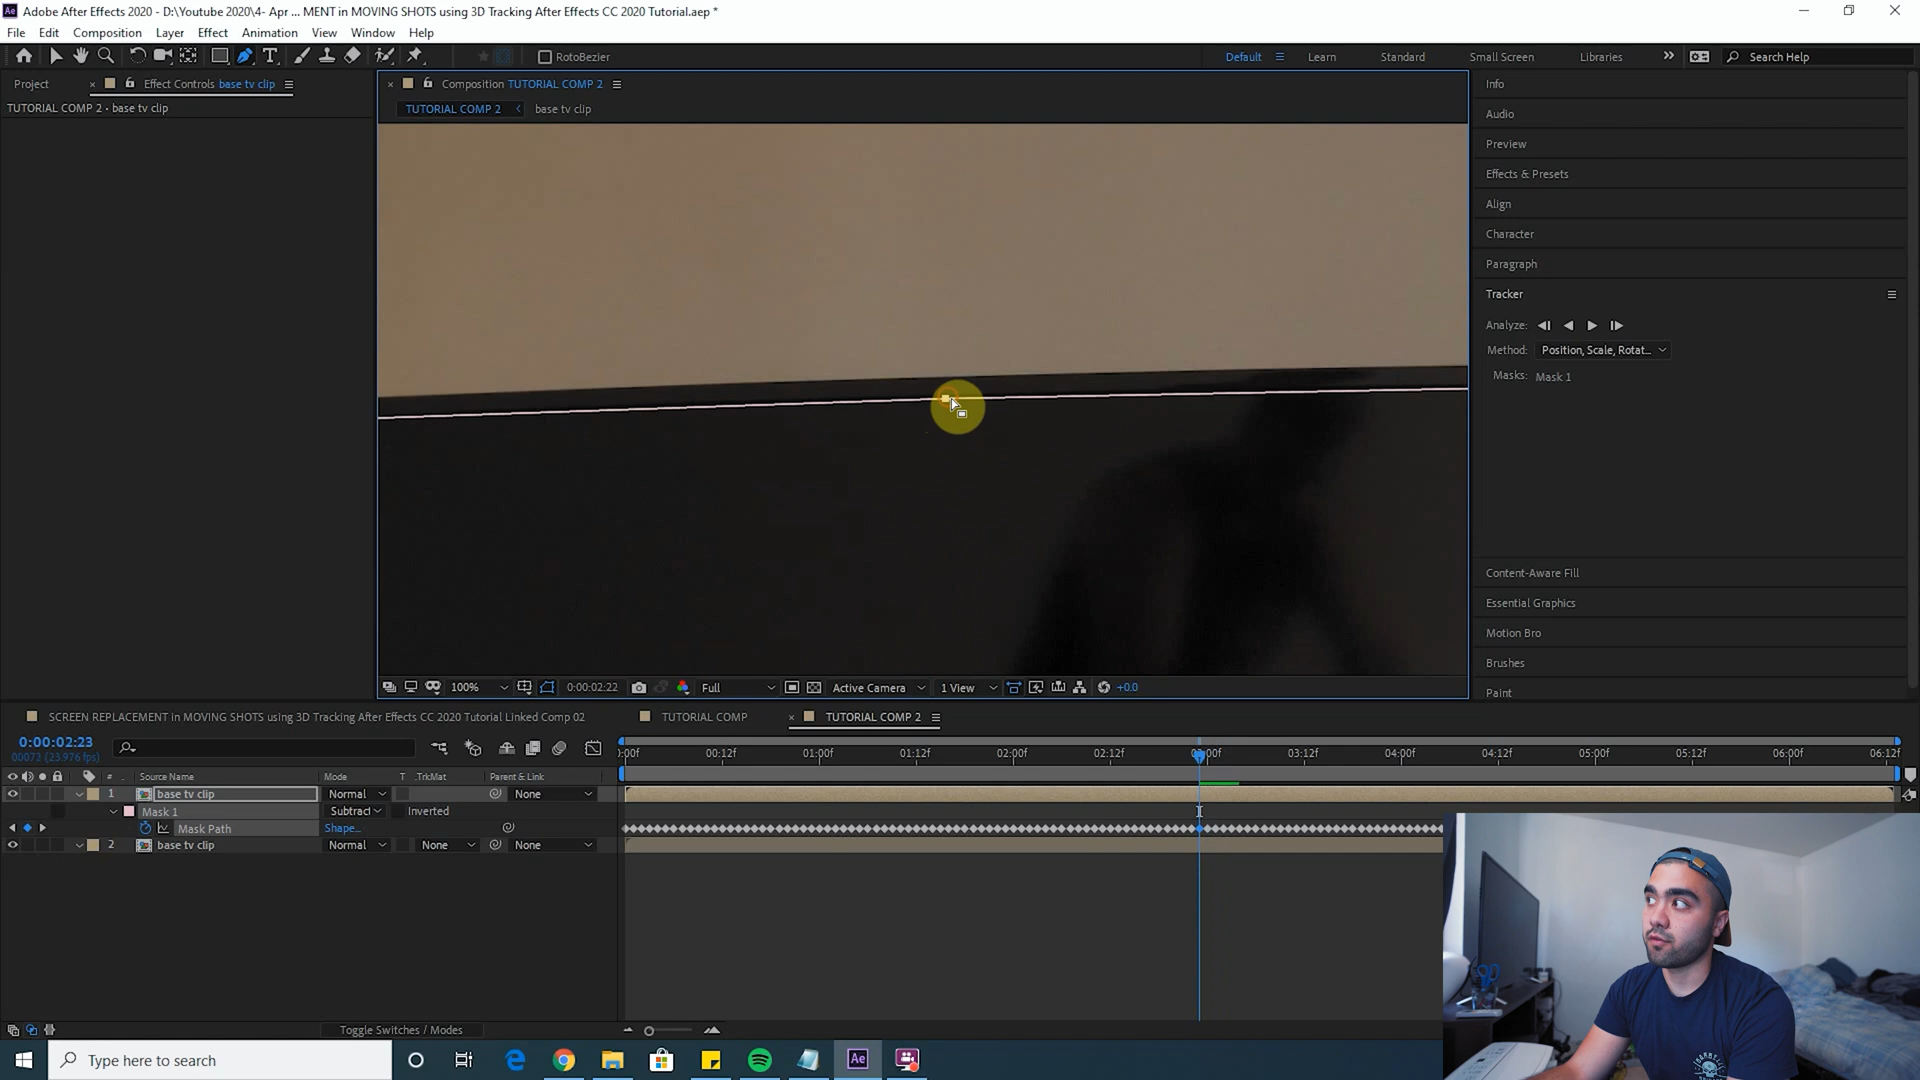 Ae Adobe After Effects 2020 - D:\Youtube 2020\4- Apr ... MENT in MOVING SHOTS using 3D Tracking After Effects CC 2020 Tutorial.aep *
File Edit Composition Layer Effect Animation View Window Help
RotoBezier Default Learn Standard Small Screen Libraries Search Help
Project Effect Controls base tv clip Composition TUTORIAL COMP 2 Info
TUTORIAL COMP 2 • base tv clip TUTORIAL COMP 2 base tv clip
Audio
Preview
Effects & Presets
Align
Character
Paragraph
Tracker
Analyze:
Method: Position, Scale, Rotat...
Masks: Mask 1
Content-Aware Fill
Essential Graphics
Motion Bro
Brushes
Paint
100% 0:00:02:22 Full Active Camera 1 View +0.0
SCREEN REPLACEMENT in MOVING SHOTS using 3D Tracking After Effects CC 2020 Tutorial Linked Comp 02 TUTORIAL COMP TUTORIAL COMP 2
0:00:02:23
00072 (23.976 fps)
:00f 00:12f 01:00f 01:12f 02:00f 02:12f 03:12f 04:00f 04:12f 05:00f 05:12f 06:00f 06:12f
# Source Name Mode T .TrkMat Parent & Link
1 base tv clip Normal None
Mask 1 Subtract Inverted
Mask Path Shape...
2 base tv clip Normal None None
Toggle Switches / Modes
Type here to search Ae